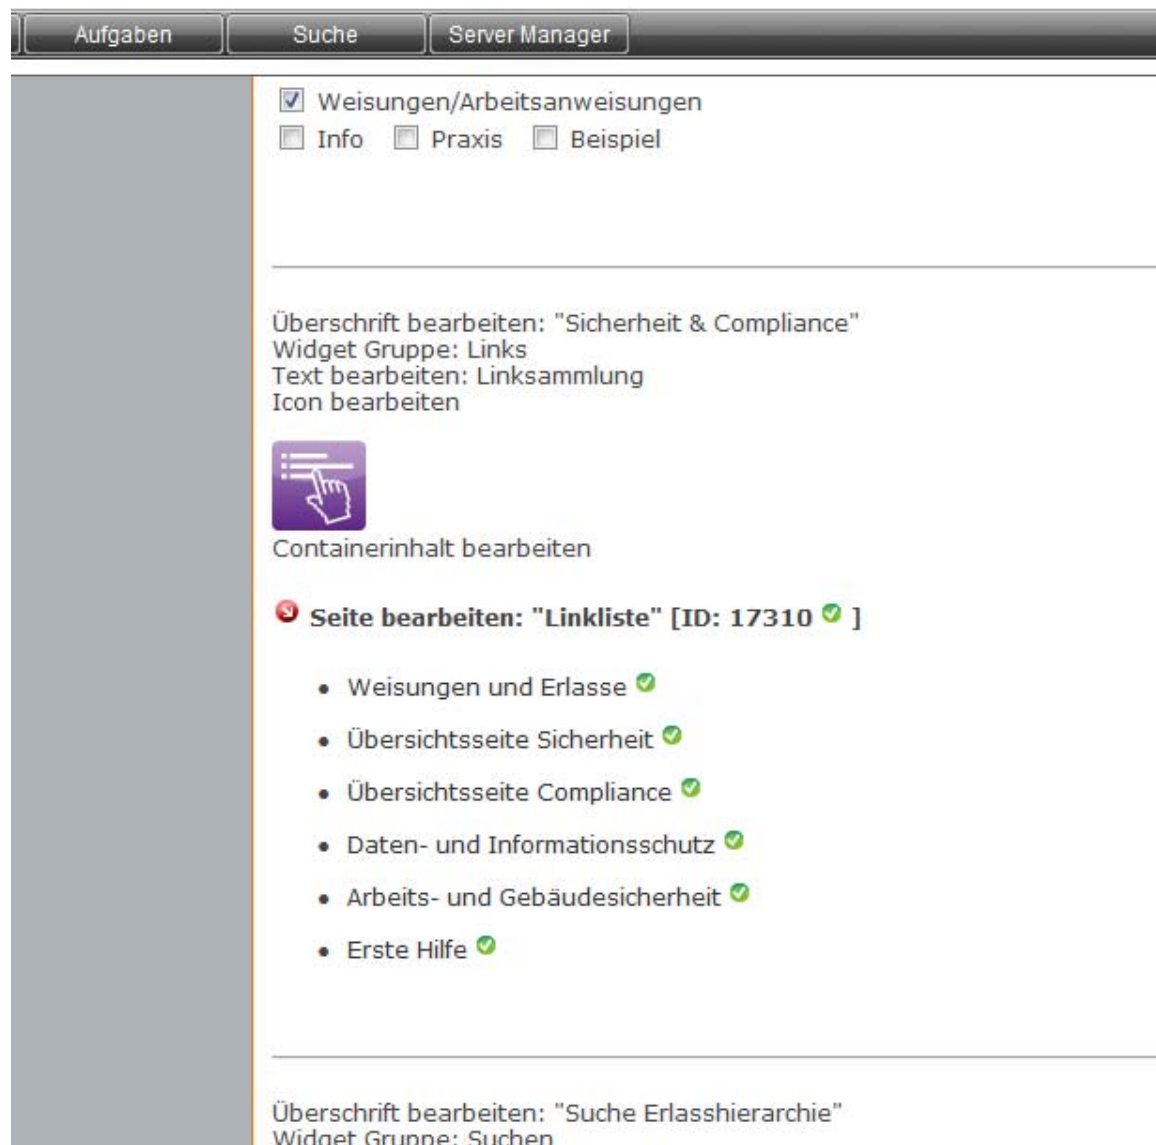 Aufgaben Suche Server Manager
Weisungen/Arbeitsanweisungen
Info Praxis Beispiel
Überschrift bearbeiten: "Sicherheit & Compliance"
Widget Gruppe: Links
Text bearbeiten: Linksammlung
Icon bearbeiten
Containerinhalt bearbeiten
Seite bearbeiten: "Linkliste" [ID: 17310 ]
• Weisungen und Erlasse
• Übersichtsseite Sicherheit
• Übersichtsseite Compliance
• Daten- und Informationsschutz
• Arbeits- und Gebäudesicherheit
• Erste Hilfe
Überschrift bearbeiten: "Suche Erlasshierarchie"
Widget Gruppe: Suchen